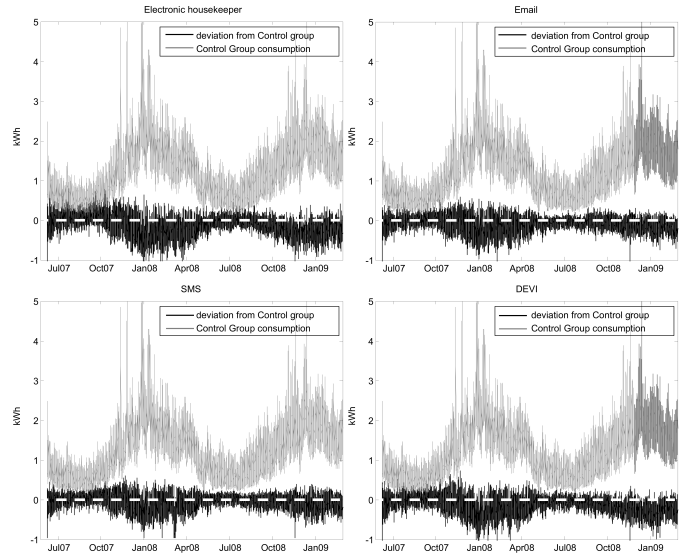 Electronic housekeeper
5
4
3
2
1
0
-1
kWh
deviation from Control group
Control Group consumption
Jul07 Oct07 Jan08 Apr08 Jul08 Oct08 Jan09
Email
5
4
3
2
1
0
-1
kWh
deviation from Control group
Control Group consumption
Jul07 Oct07 Jan08 Apr08 Jul08 Oct08 Jan09
SMS
5
4
3
2
1
0
-1
kWh
deviation from Control group
Control Group consumption
Jul07 Oct07 Jan08 Apr08 Jul08 Oct08 Jan09
DEVI
5
4
3
2
1
0
-1
kWh
deviation from Control group
Control Group consumption
Jul07 Oct07 Jan08 Apr08 Jul08 Oct08 Jan09